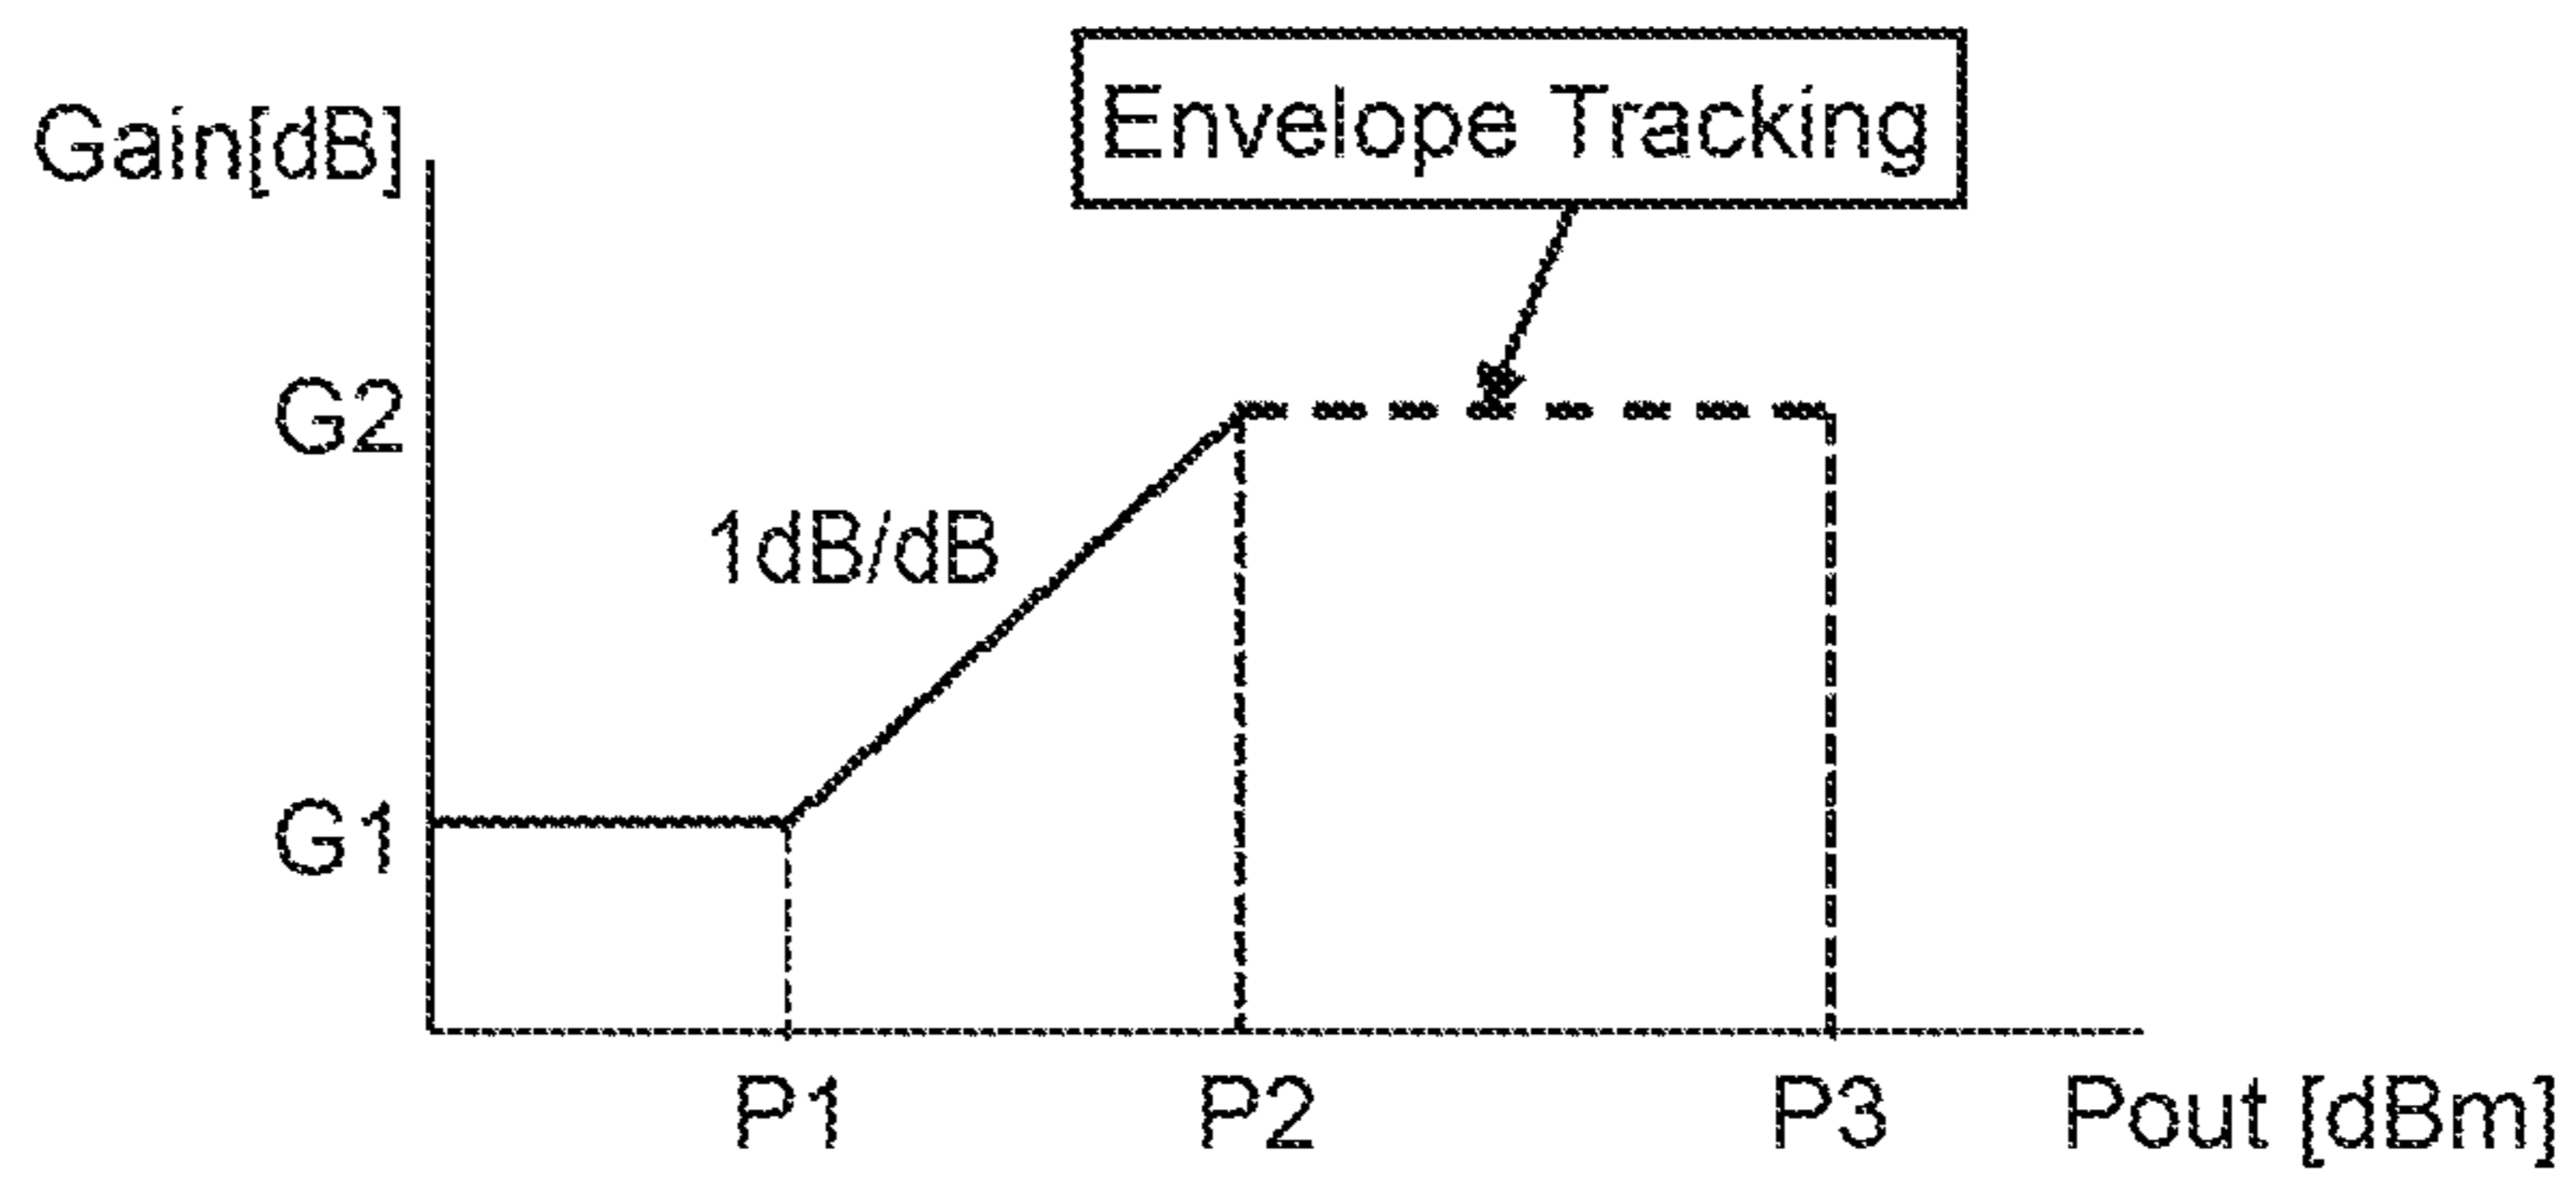 Envelope Tracking
Gain[dB]
G2
1dB/dB
G1
P1
P2
P3
Pout [dBm]